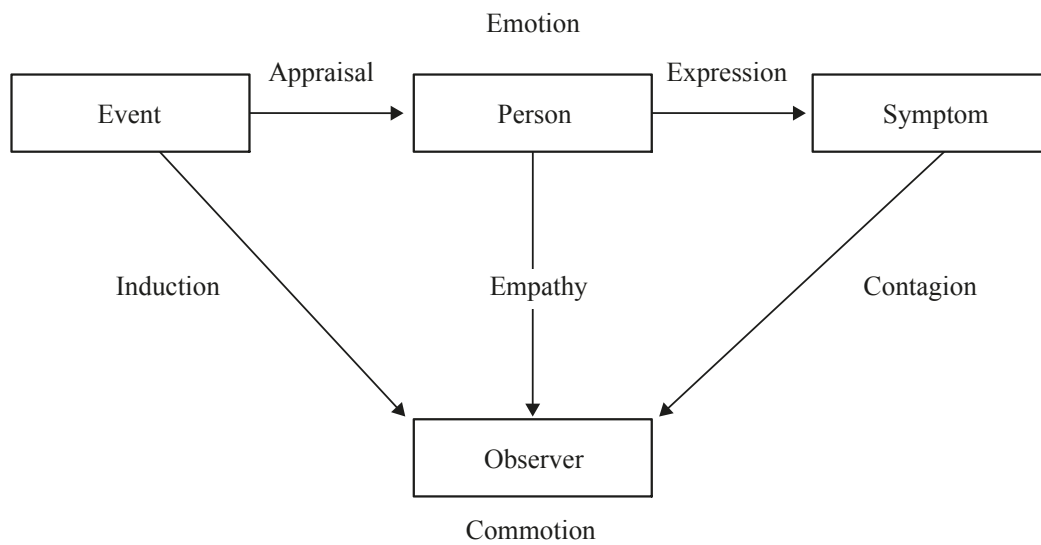 Emotion
Appraisal
Expression
Event
Person
Symptom
Induction
Empathy
Contagion
Observer
Commotion